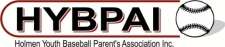 HYBPAI
Holmen Youth Baseball Parent's Association Inc.